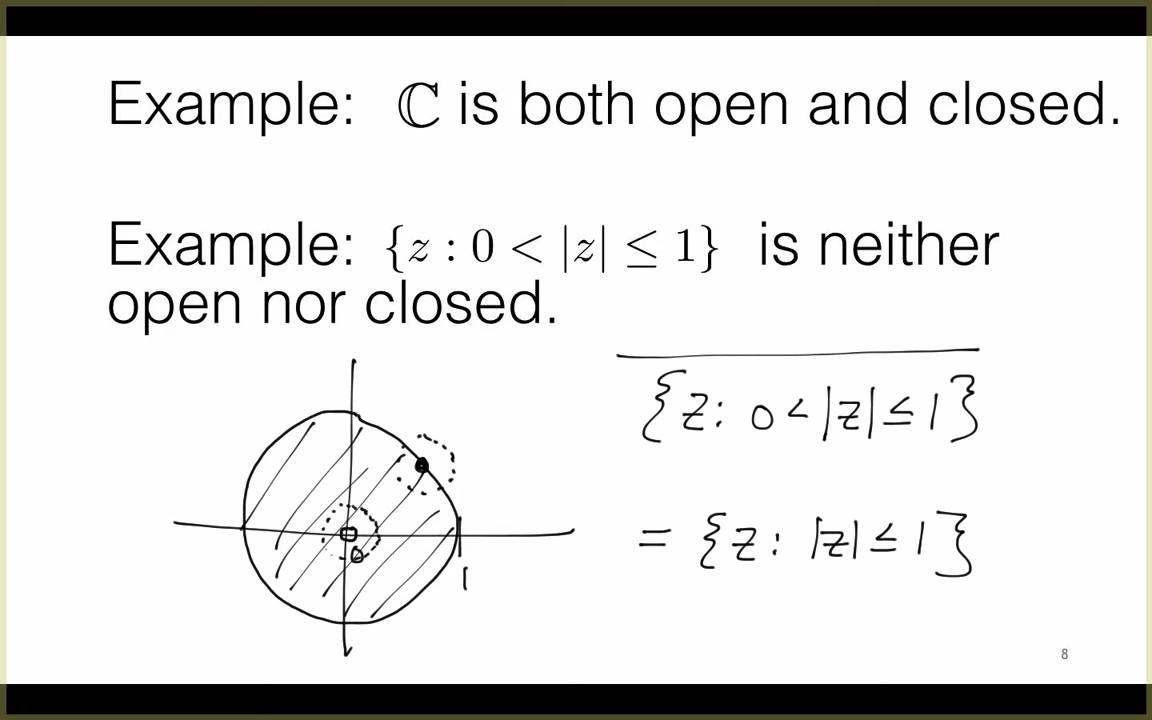 Example: ℂ is both open and closed.
Example: {z : 0 < |z| ≤ 1} is neither
open nor closed.
{z: 0 < |z| ≤ 1}
= {z: |z| ≤ 1}
0
1
8